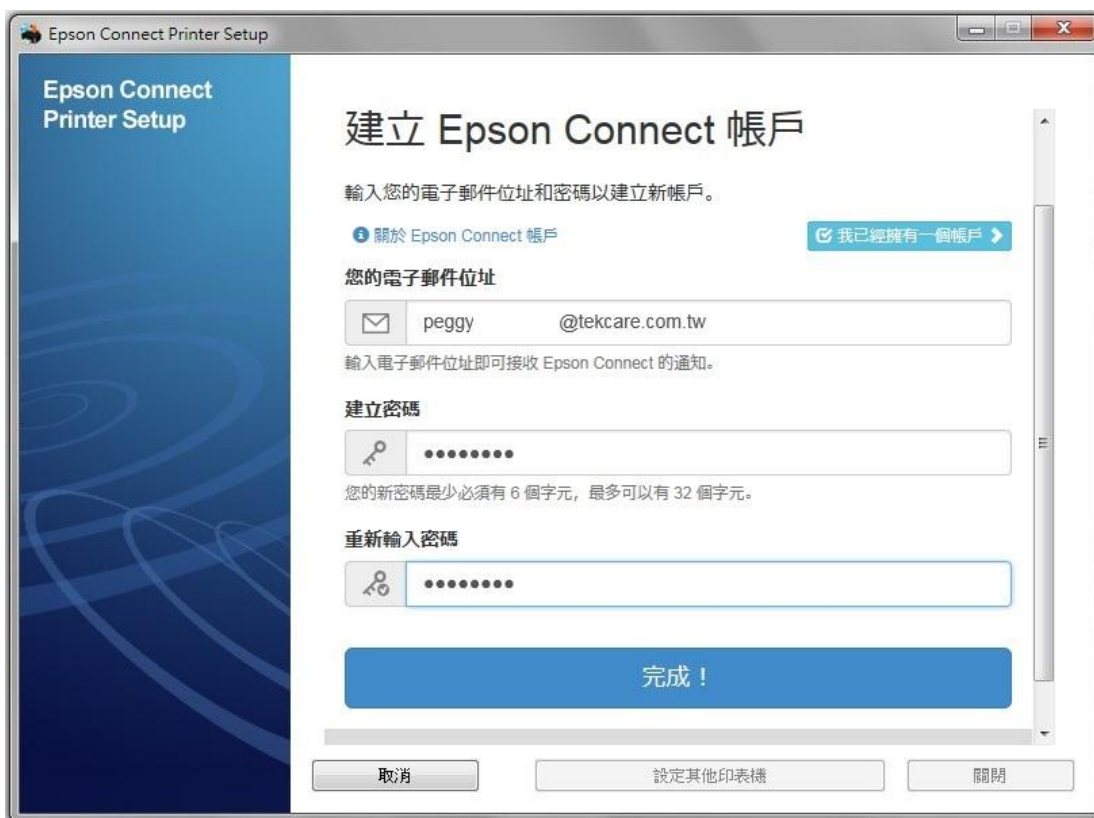 Epson Connect Printer Setup
Epson Connect
Printer Setup
建立 Epson Connect 帳戶
輸入您的電子郵件位址和密碼以建立新帳戶。
關於 Epson Connect 帳戶
我已經擁有一個帳戶
您的電子郵件位址
peggy @tekcare.com.tw
輸入電子郵件位址即可接收 Epson Connect 的通知。
建立密碼
••••••••
您的新密碼最少必須有 6 個字元，最多可以有 32 個字元。
重新輸入密碼
••••••••
完成！
取消
設定其他印表機
關閉